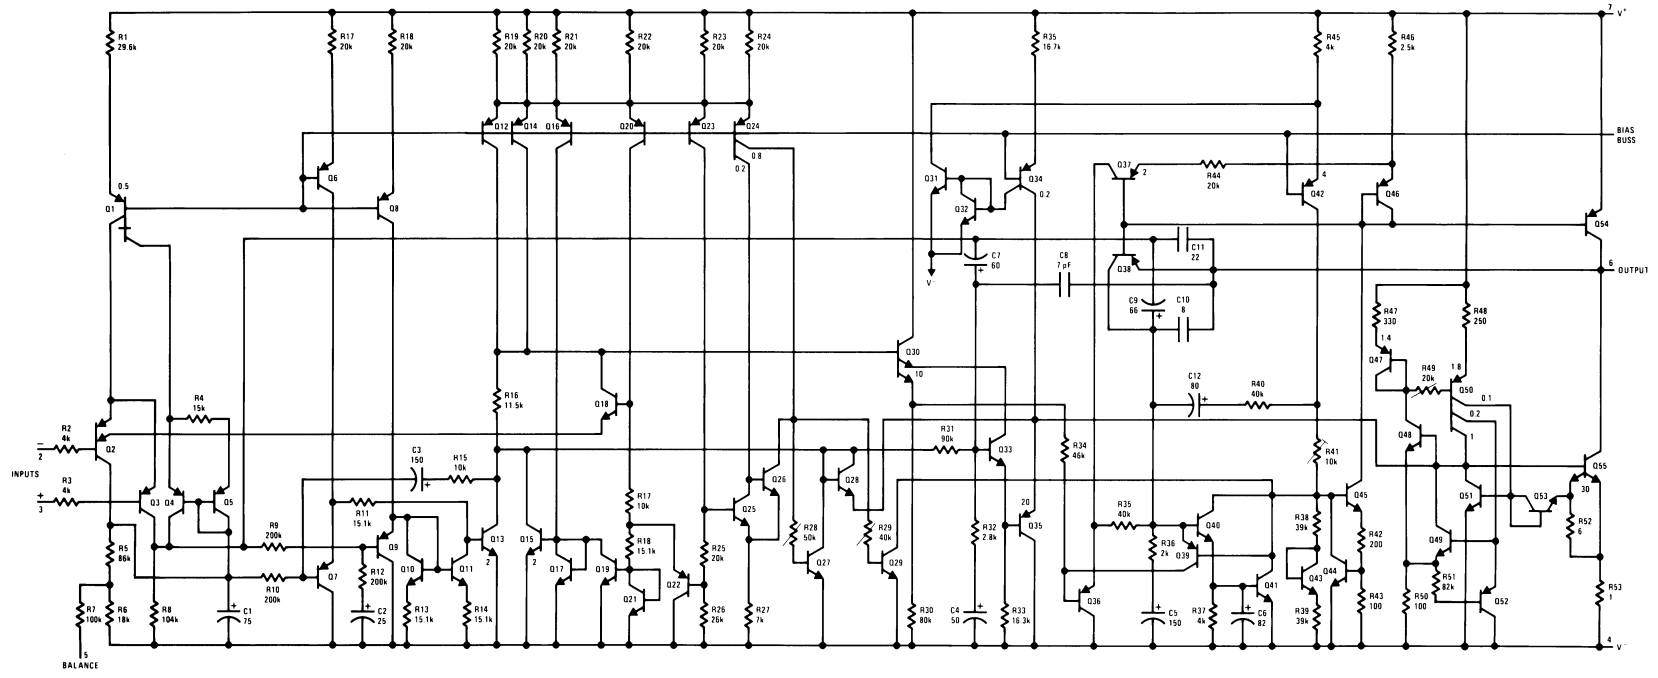 R1
29.6k
R17
20k
R18
20k
R19
20k
R20
20k
R21
20k
R22
20k
R23
20k
R24
20k
R35
16.7k
R45
4k
R46
2.5k
7 V+
Q12
Q14
Q16
Q20
Q23
Q24
BIAS
BUSS
0.8
0.2
0.5
Q1
Q6
Q8
Q31
Q32
Q34
0.2
Q37
2
R44
20k
4
Q42
Q46
Q54
C7
60
C8
7 pF
V-
Q38
C11
22
6
OUTPUT
C9
66
C10
8
R47
330
R48
250
1.4
Q47
Q30
10
R16
11.5k
Q18
C12
80
R40
40k
R49
20k
1.8
Q50
0.1
0.2
1
R4
15k
R2
4k
−
2
Q2
INPUTS
R3
4k
+
3
Q3
Q4
Q5
C3
150
R15
10k
R11
15.1k
R31
90k
Q33
R34
46k
R41
10k
Q48
Q55
30
Q26
Q28
Q25
R17
10k
R28
50k
R29
40k
R32
2.8k
20
Q35
R35
40k
Q40
R38
39k
Q45
Q51
Q53
R52
6
R5
86k
R9
200k
R10
200k
Q7
Q9
R12
200k
Q10
Q11
Q13
2
Q15
2
Q17
Q19
R18
15.1k
Q21
Q22
R25
20k
Q27
Q29
R36
2k
Q39
Q41
Q43
Q44
R42
200
Q49
R51
82k
Q52
R7
100k
R6
18k
R8
104k
C1
75
C2
25
R13
15.1k
R14
15.1k
R26
26k
R27
7k
R30
80k
C4
50
R33
16.3k
Q36
C5
150
R37
4k
C6
82
R39
39k
R43
100
R50
100
R53
1
4
V-
5
BALANCE